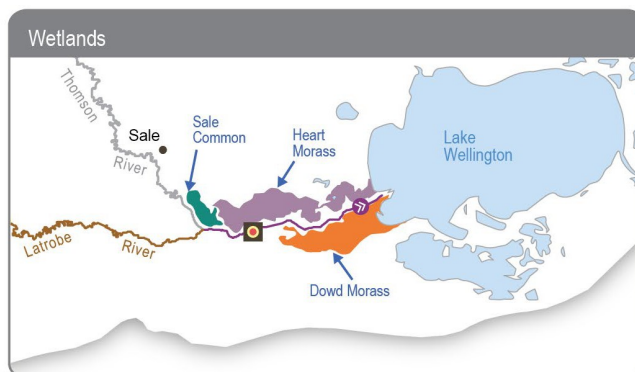 Wetlands
Thomson
River
Sale
Sale
Common
Heart
Morass
Lake
Wellington
Latrobe
River
Dowd Morass